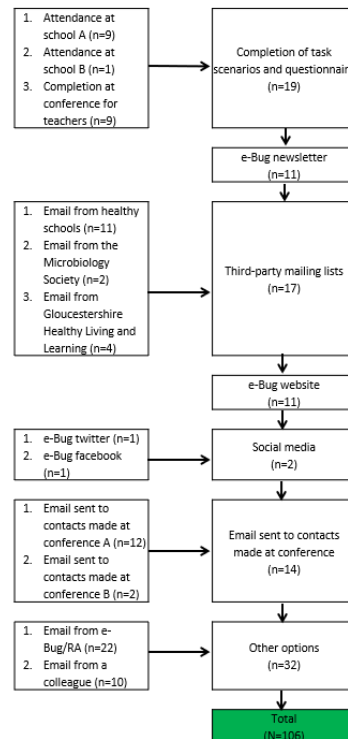 1. Attendance at
school A (n=9)
2. Attendance at
school B (n=1)
3. Completion at
conference for
teachers (n=9)
Completion of task
scenarios and questionnair
(n=19)
e-Bug newsletter
(n=11)
1. Email from healthy
schools (n=11)
2. Email from the
Microbiology
Society (n=2)
3. Email from
Gloucestershire
Healthy Living and
Learning (n=4)
Third-party mailing lists
(n=17)
e-Bug website
(n=11)
1. e-Bug twitter (n=1)
2. e-Bug facebook
(n=1)
Social media
(n=2)
1. Email sent to
contacts made at
conference A (n=12)
2. Email sent to
contacts made at
conference B (n=2)
Email sent to contacts
made at conference
(n=14)
1. Email from e-
Bug/RA (n=22)
2. Email from a
colleague (n=10)
Other options
(n=32)
Total
(N=106)